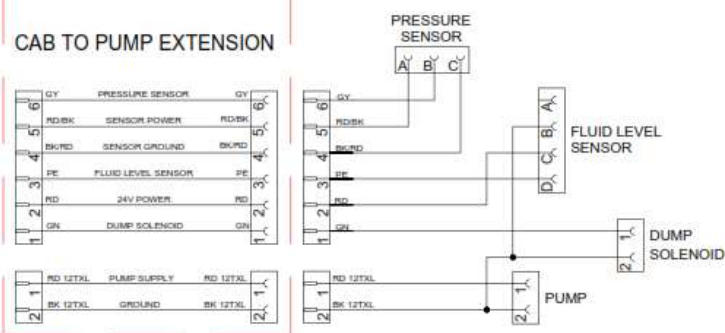 PRESSURE
SENSOR
CAB TO PUMP EXTENSION
A B C
GY PRESSURE SENSOR GY
6 6
6 GY
RD/BK SENSOR POWER RD/BK
5 5
5 RD/BK
BK/RD SENSOR GROUND BK/RD
4 4
4 BK/RD
PE FLUID LEVEL SENSOR PE
3 3
3 PE
RD 24V POWER RD
2 2
2 RD
GN DUMP SOLENOID GN
1 1
1 GN
A
B
C
D
FLUID LEVEL
SENSOR
1
2
DUMP
SOLENOID
RD 12TXL PUMP SUPPLY RD 12TXL
1 1
1 RD 12TXL
BK 12TXL GROUND BK 12TXL
2 2
2 BK 12TXL
1
2
PUMP